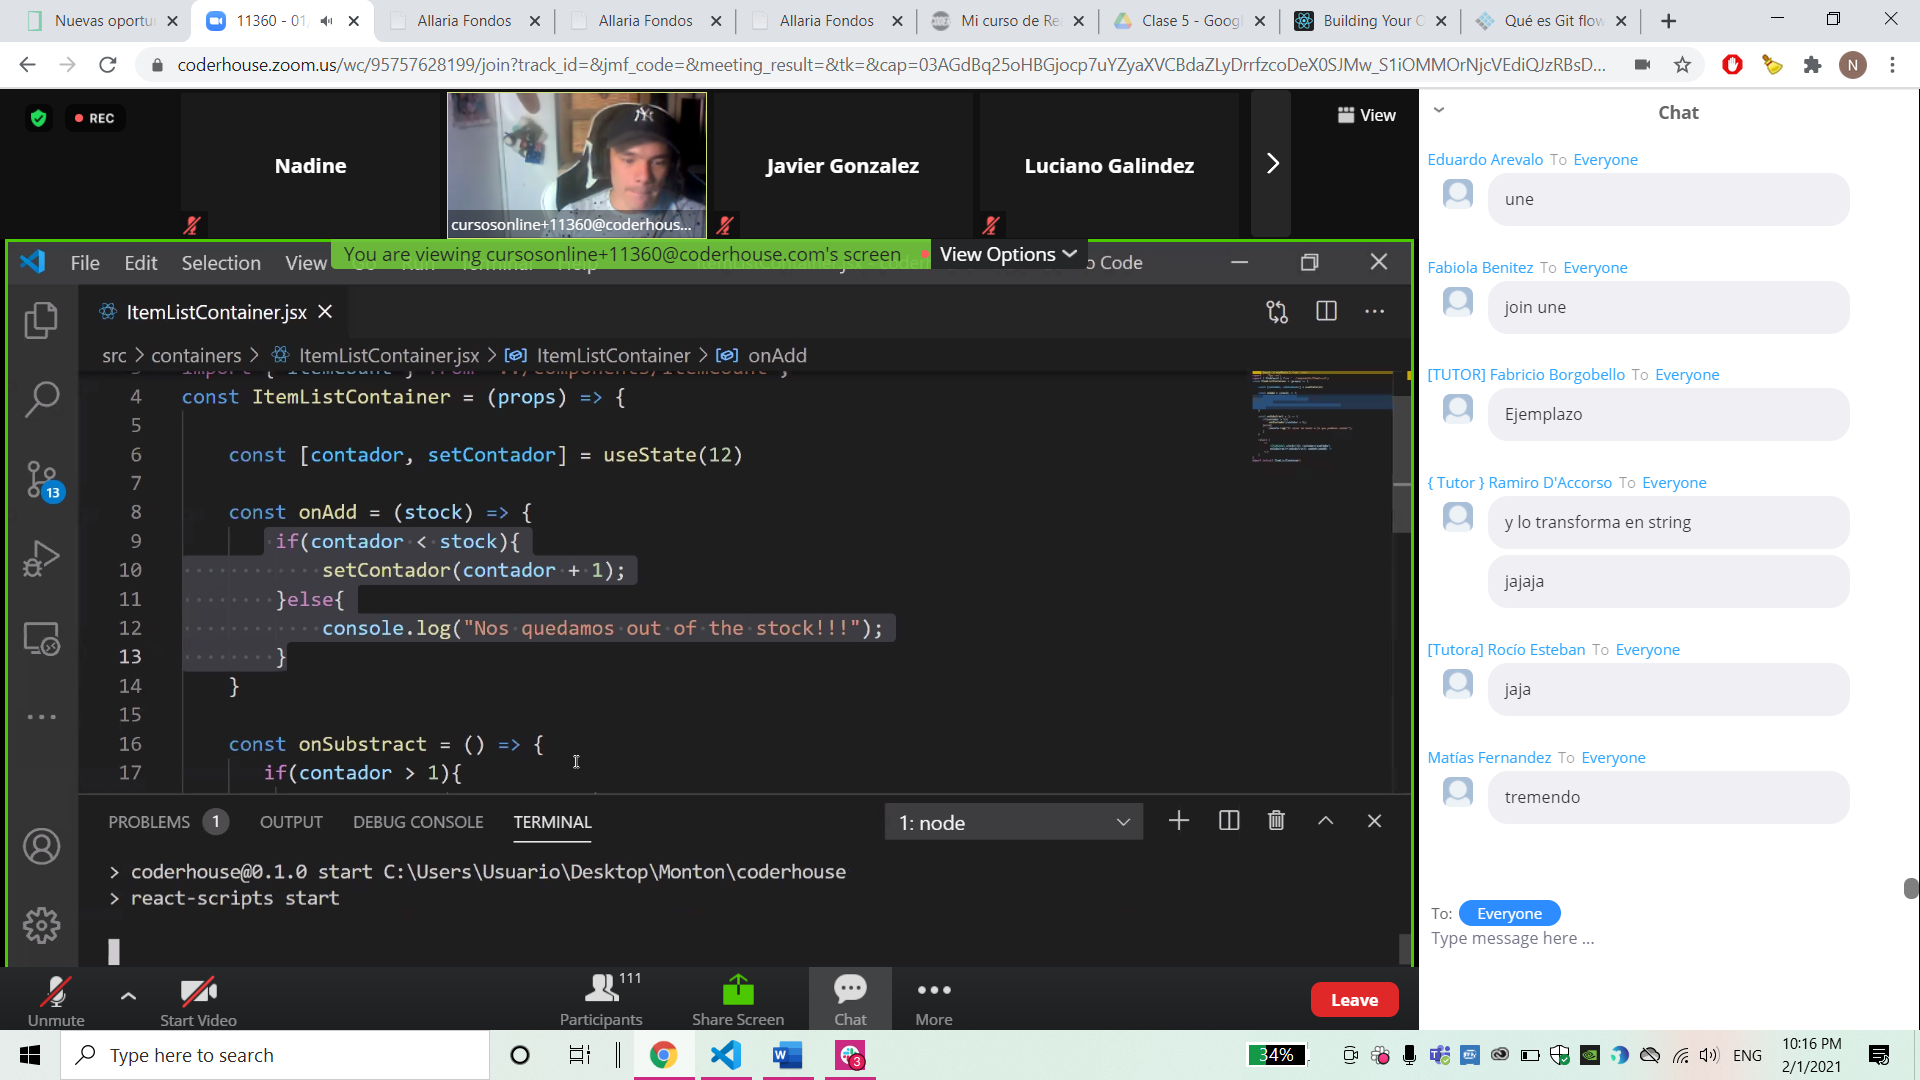 Nuevas oportu
11360 - 01
Allaria Fondos
Allaria Fondos
Allaria Fondos
Mi curso de Re
Clase 5 - Goog
Building Your C
Qué es Git flow
coderhouse.zoom.us/wc/95757628199/join?track_id=&jmf_code=&meeting_result=&tk=&cap=03AGdBq25oHBGjocp7uYZyaXVCBdaZLyDrrfzcoDeX0SJMw_S1iOMMOrNjcVEdiQJzRBsD...
N
REC
Nadine
cursosonline+11360@coderhous...
Javier Gonzalez
Luciano Galindez
View
You are viewing cursosonline+11360@coderhouse.com's screen
View Options
File Edit Selection View
o Code
ItemListContainer.jsx
src > containers > ItemListContainer.jsx > ItemListContainer > onAdd
4 const ItemListContainer = (props) => {
5
6 const [contador, setContador] = useState(12)
7
8 const onAdd = (stock) => {
9 if(contador < stock){
10 setContador(contador + 1);
11 }else{
12 console.log("Nos quedamos out of the stock!!!");
13 }
14 }
15
16 const onSubstract = () => {
17 if(contador > 1){
13
PROBLEMS 1 OUTPUT DEBUG CONSOLE TERMINAL
1: node
> coderhouse@0.1.0 start C:\Users\Usuario\Desktop\Monton\coderhouse
> react-scripts start
Unmute
Start Video
Participants
111
Share Screen
Chat
More
Leave
Chat
Eduardo Arevalo To Everyone
une
Fabiola Benitez To Everyone
join une
[TUTOR] Fabricio Borgobello To Everyone
Ejemplazo
{ Tutor } Ramiro D'Accorso To Everyone
y lo transforma en string
jajaja
[Tutora] Rocío Esteban To Everyone
jaja
Matías Fernandez To Everyone
tremendo
To: Everyone
Type message here ...
Type here to search
3
34%
ENG
10:16 PM
2/1/2021